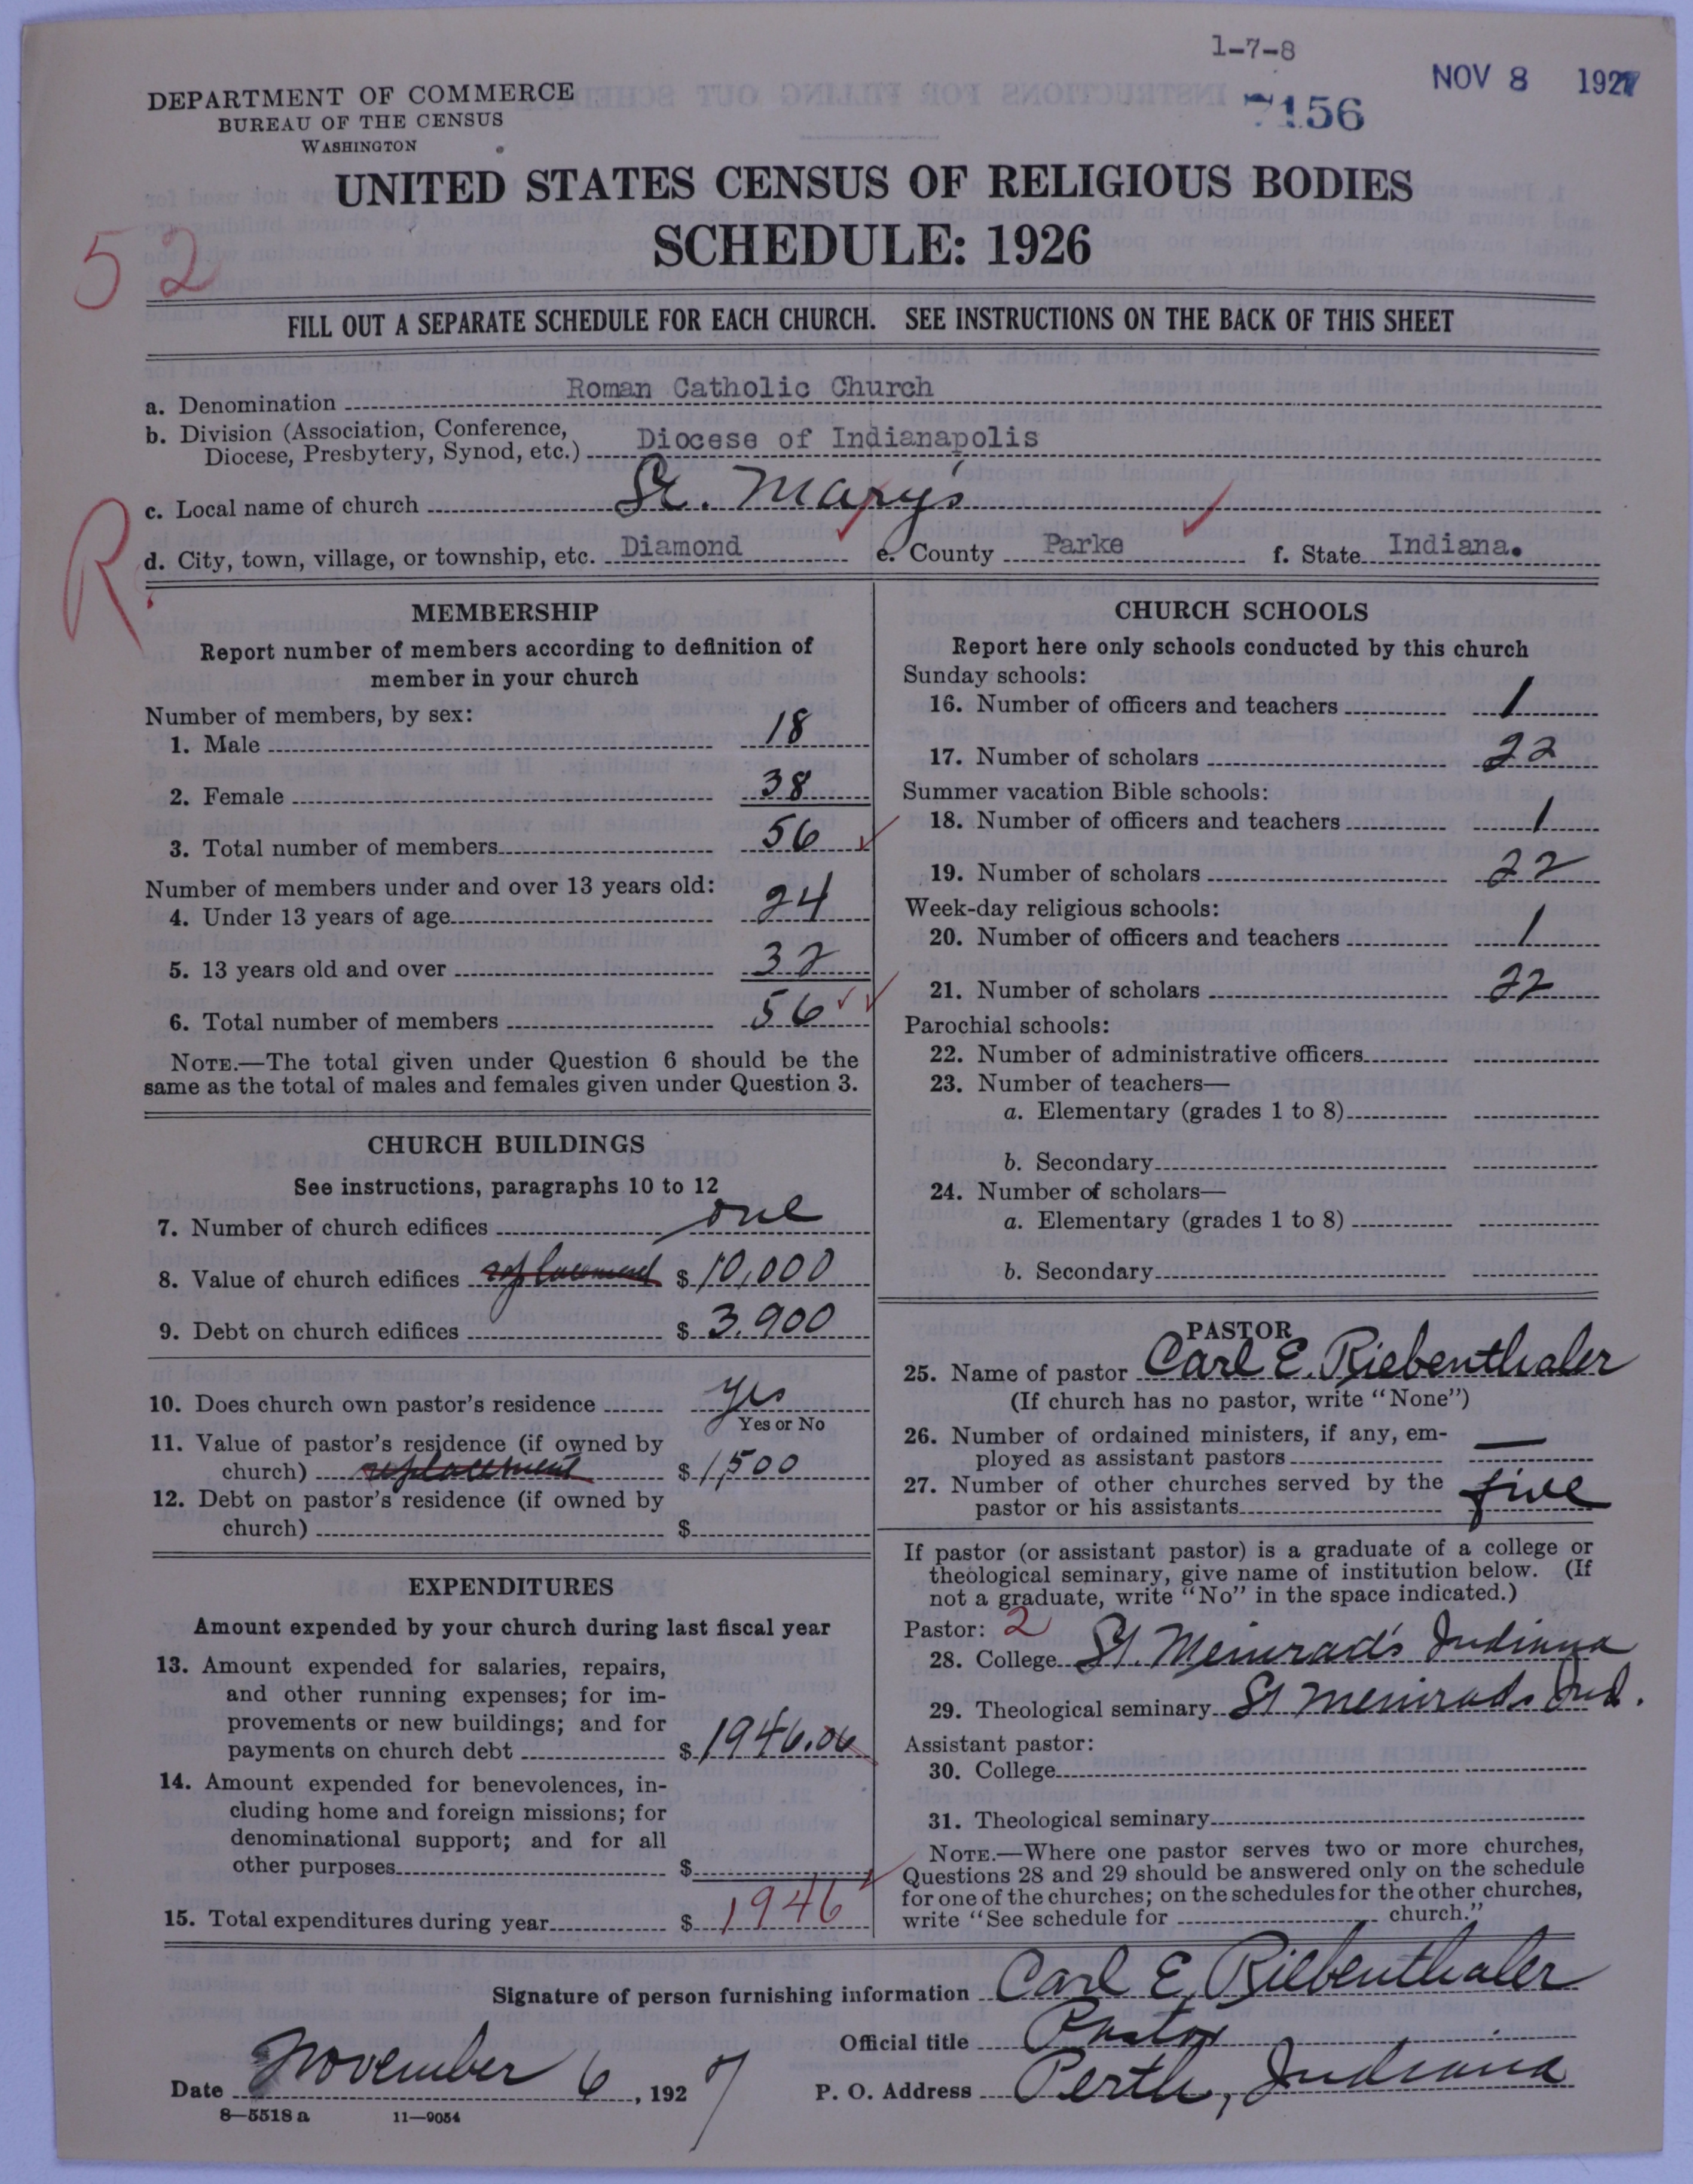 1-7-8
NOV 8 1927
7156
DEPARTMENT OF COMMERCE
BUREAU OF THE CENSUS
WASHINGTON
UNITED STATES CENSUS OF RELIGIOUS BODIES
SCHEDULE: 1926
52
FILL OUT A SEPARATE SCHEDULE FOR EACH CHURCH. SEE INSTRUCTIONS ON THE BACK OF THIS SHEET
a. Denomination Roman Catholic Church
b. Division (Association, Conference,
Diocese, Presbytery, Synod, etc.) Diocese of Indianapolis
c. Local name of church St. Mary's
R
d. City, town, village, or township, etc. Diamond e. County Parke f. State Indiana.
MEMBERSHIP
Report number of members according to definition of
member in your church
Number of members, by sex:
1. Male 18
2. Female 38
3. Total number of members 56
Number of members under and over 13 years old:
4. Under 13 years of age 24
5. 13 years old and over 32
6. Total number of members 56
NOTE.—The total given under Question 6 should be the
same as the total of males and females given under Question 3.
CHURCH BUILDINGS
See instructions, paragraphs 10 to 12
7. Number of church edifices one
8. Value of church edifices replacement $ 10,000
9. Debt on church edifices $ 3,900
10. Does church own pastor's residence yes
Yes or No
11. Value of pastor's residence (if owned by
church) replacement $ 1,500
12. Debt on pastor's residence (if owned by
church) $
EXPENDITURES
Amount expended by your church during last fiscal year
13. Amount expended for salaries, repairs,
and other running expenses; for im-
provements or new buildings; and for
payments on church debt $ 1946.06
14. Amount expended for benevolences, in-
cluding home and foreign missions; for
denominational support; and for all
other purposes $
15. Total expenditures during year $ 1946
CHURCH SCHOOLS
Report here only schools conducted by this church
Sunday schools:
16. Number of officers and teachers 1
17. Number of scholars 22
Summer vacation Bible schools:
18. Number of officers and teachers 1
19. Number of scholars 22
Week-day religious schools:
20. Number of officers and teachers 1
21. Number of scholars 22
Parochial schools:
22. Number of administrative officers
23. Number of teachers—
a. Elementary (grades 1 to 8)
b. Secondary
24. Number of scholars—
a. Elementary (grades 1 to 8)
b. Secondary
PASTOR
25. Name of pastor Carl E. Riebenthaler
(If church has no pastor, write "None")
26. Number of ordained ministers, if any, em-
ployed as assistant pastors —
27. Number of other churches served by the
pastor or his assistants five
If pastor (or assistant pastor) is a graduate of a college or
theological seminary, give name of institution below. (If
not a graduate, write "No" in the space indicated.)
Pastor: 2
28. College St. Meinrad's Indiana
29. Theological seminary St Meinrads Ind.
Assistant pastor:
30. College
31. Theological seminary
NOTE.—Where one pastor serves two or more churches,
Questions 28 and 29 should be answered only on the schedule
for one of the churches; on the schedules for the other churches,
write "See schedule for church."
Signature of person furnishing information Carl E. Riebenthaler
Official title Pastor
Date November 6, 1927 P. O. Address Perth, Indiana
8—5518 a 11—9054